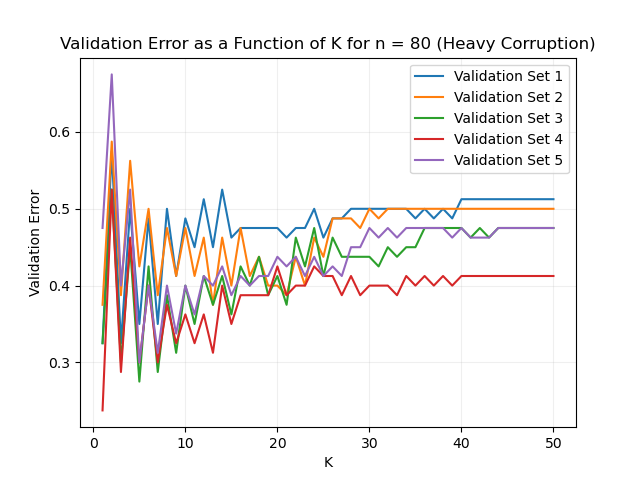 Validation Error as a Function of K for n = 80 (Heavy Corruption)
Validation Set 1
Validation Set 2
Validation Set 3
Validation Set 4
Validation Set 5
Validation Error
0.6
0.5
0.4
0.3
0
10
20
30
40
50
K